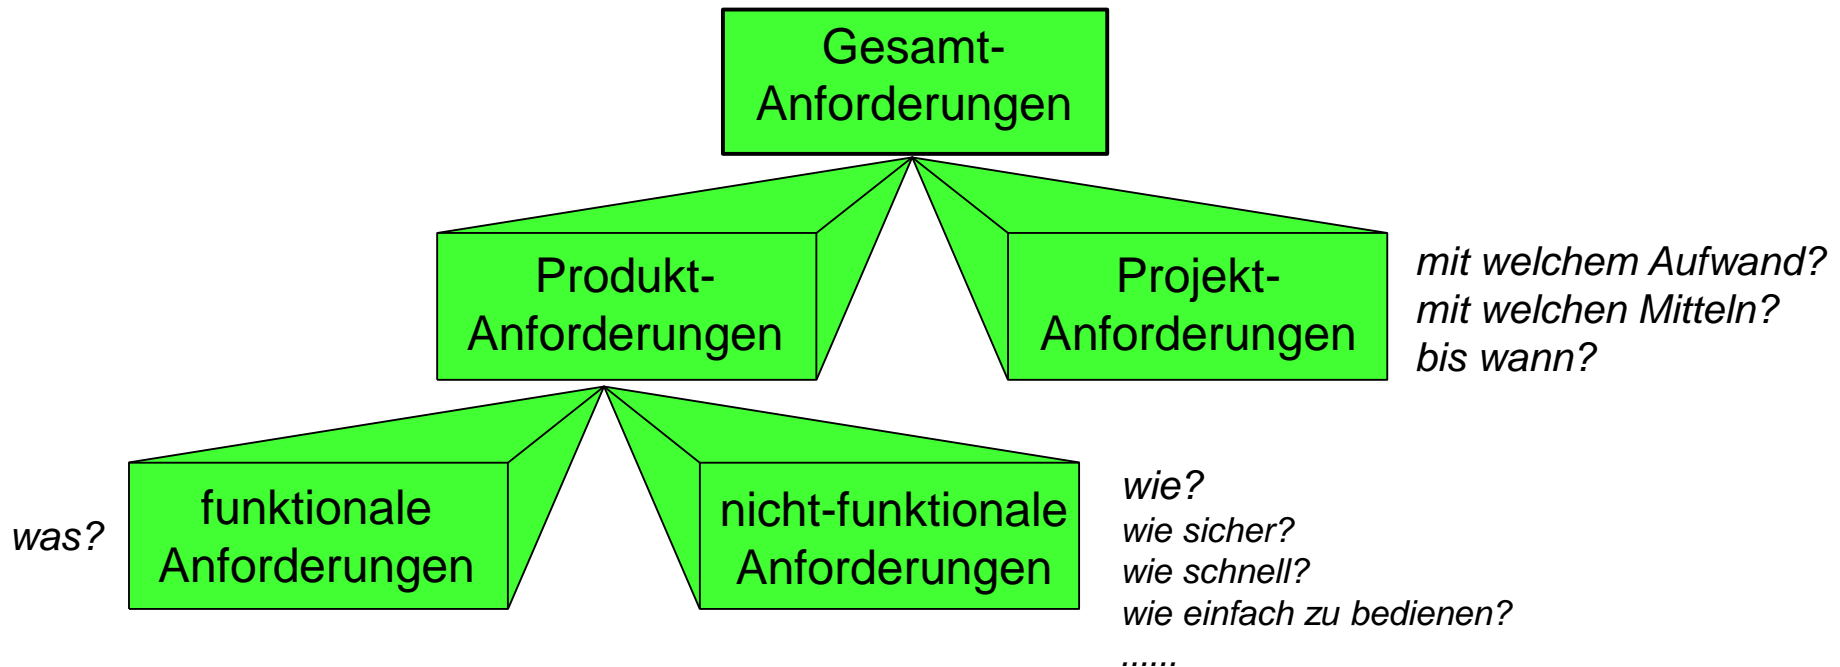 Gesamt-
Anforderungen
Produkt-
Anforderungen
Projekt-
Anforderungen
mit welchem Aufwand?
mit welchen Mitteln?
bis wann?
was?
funktionale
Anforderungen
nicht-funktionale
Anforderungen
wie?
wie sicher?
wie schnell?
wie einfach zu bedienen?
......